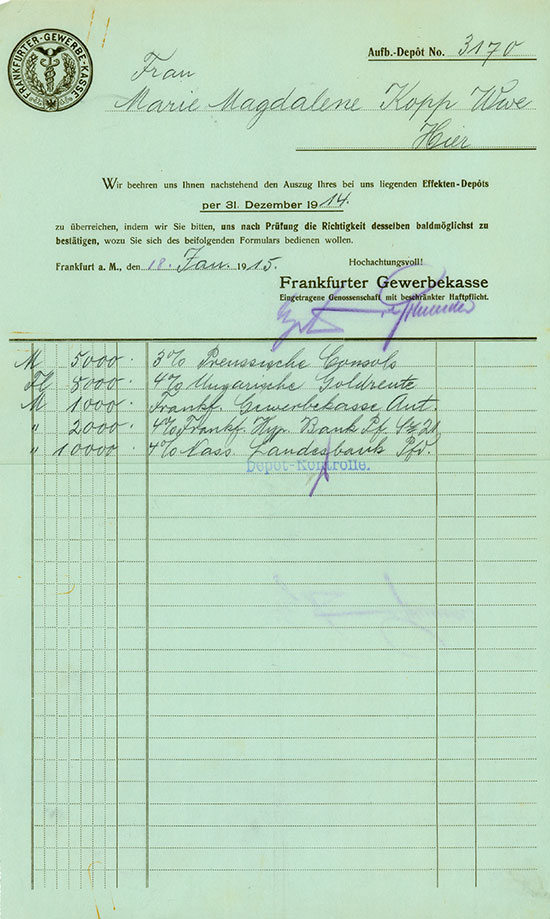 FRANKFURTER-GEWERBE-KASSE
Aufb.-Depôt No. 3170
Frau
Marie Magdalene Kopp Wwe
Hier
Wir beehren uns Ihnen nachstehend den Auszug Ihres bei uns liegenden Effekten-Depôts
per 31. Dezember 1914.
zu überreichen, indem wir Sie bitten, uns nach Prüfung die Richtigkeit desselben baldmöglichst zu
bestätigen, wozu Sie sich des beifolgenden Formulars bedienen wollen.
Frankfurt a. M., den 18. Jan. 1915.
Hochachtungsvoll!
Frankfurter Gewerbekasse
Eingetragene Genossenschaft mit beschränkter Haftpflicht.
M 5000 . 3% Preussische Consols
Fl 8000 . 4% Ungarische Goldrente
M 1000 . Frankf. Gewerbekasse Ant.
" 2000 . 4% Frankf. Hyp. Bank Pf. 21
" 10000 . 4% Nass. Landesbank Pfd.
Depôt-Kontrolle.